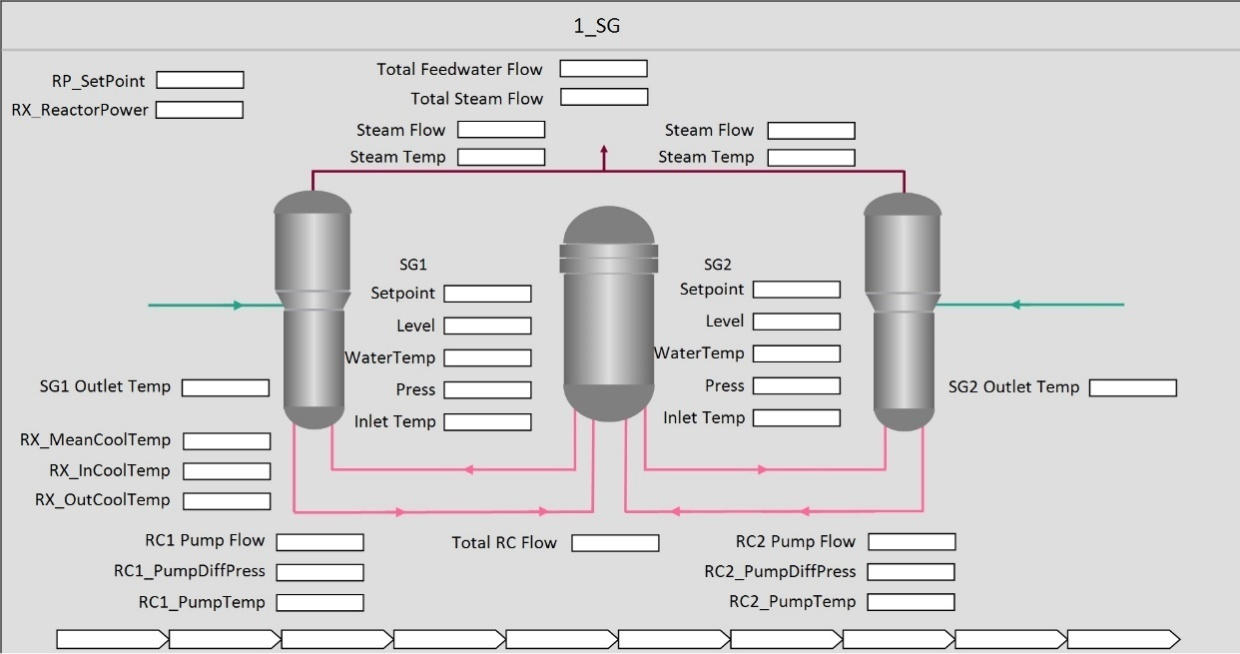 1_SG
RP_SetPoint
RX_ReactorPower
Total Feedwater Flow
Total Steam Flow
Steam Flow
Steam Temp
Steam Flow
Steam Temp
SG1
Setpoint
Level
WaterTemp
Press
Inlet Temp
SG2
Setpoint
Level
WaterTemp
Press
Inlet Temp
SG1 Outlet Temp
SG2 Outlet Temp
RX_MeanCoolTemp
RX_InCoolTemp
RX_OutCoolTemp
RC1 Pump Flow
RC1_PumpDiffPress
RC1_PumpTemp
Total RC Flow
RC2 Pump Flow
RC2_PumpDiffPress
RC2_PumpTemp